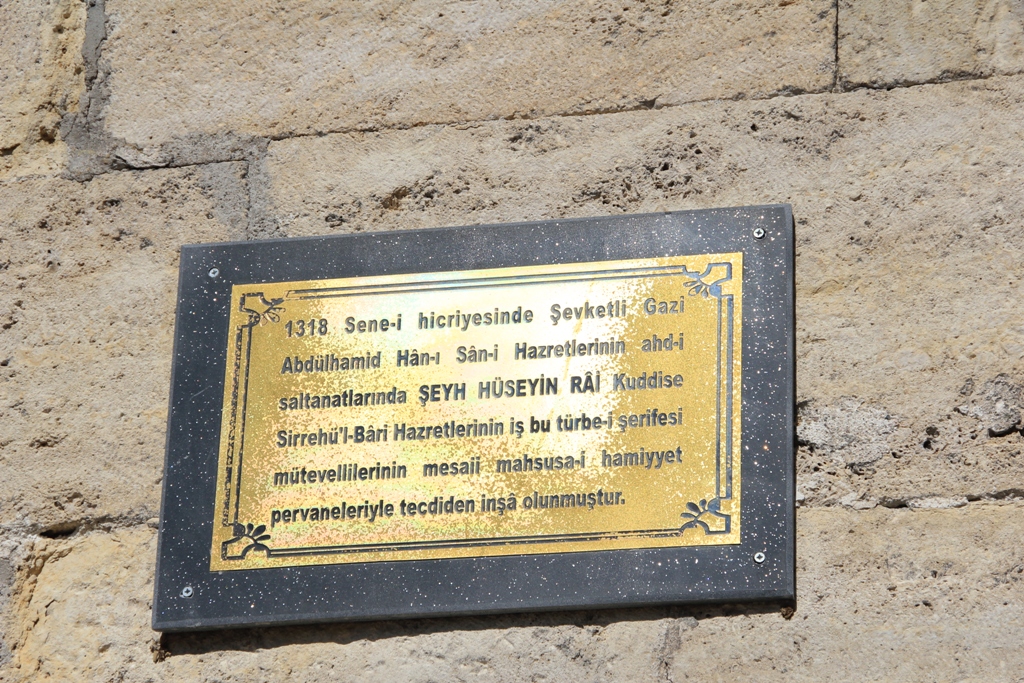 1318 Sene-i hicriyesinde Şevketli Gazi
Abdülhamid Hân-ı Sân-i Hazretlerinin ahd-i
saltanatlarında ŞEYH HÜSEYİN RÂİ Kuddise
Sirrehü'l-Bâri Hazretlerinin iş bu türbe-i şerifesi
mütevellilerinin mesaii mahsusa-i hamiyyet
pervaneleriyle tecdiden inşâ olunmuştur.